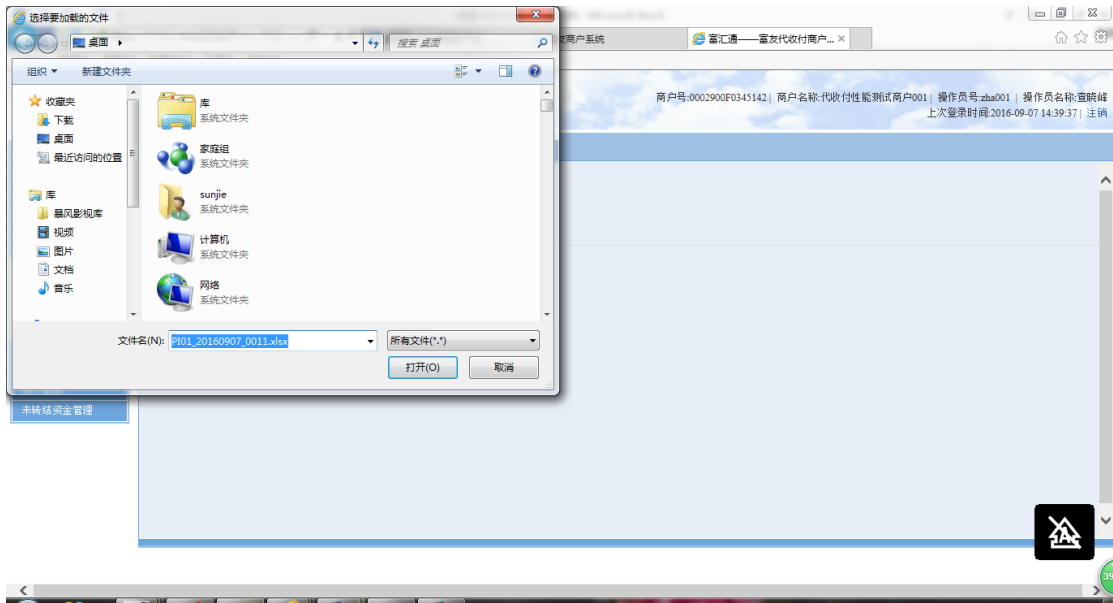 选择要加载的文件
桌面
搜索 桌面
组织 新建文件夹
收藏夹
下载
桌面
最近访问的位置
库
暴风影视库
视频
图片
文档
音乐
库
系统文件夹
家庭组
系统文件夹
sunjie
系统文件夹
计算机
系统文件夹
网络
系统文件夹
文件名(N): PI01_20160907_0011.xlsx 所有文件(*.*)
打开(O) 取消
友商户系统
富汇通——富友代收付商户...
商户号:0002900F0345142| 商户名称:代收付性能测试商户001| 操作员号:zha001 | 操作员名称:查晓峰
上次登录时间:2016-09-07 14:39:37| 注销
未转结资金管理
39